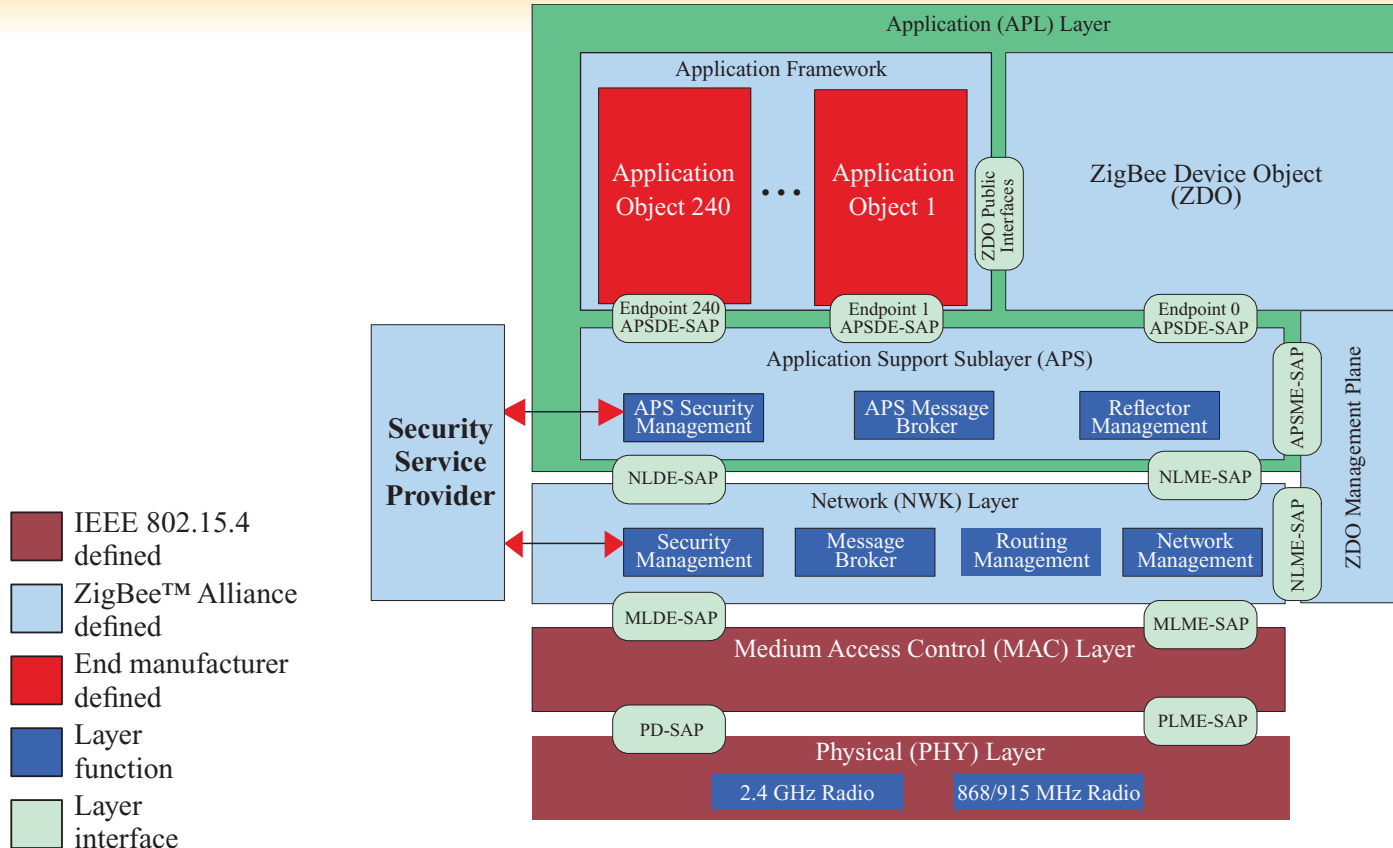 Application (APL) Layer
Application Framework
Application
Object 240
...
Application
Object 1
ZDO Public
Interfaces
ZigBee Device Object
(ZDO)
Endpoint 240
APSDE-SAP
Endpoint 1
APSDE-SAP
Endpoint 0
APSDE-SAP
Application Support Sublayer (APS)
APS Security
Management
APS Message
Broker
Reflector
Management
APSME-SAP
ZDO Management Plane
Security
Service
Provider
NLDE-SAP
NLME-SAP
Network (NWK) Layer
Security
Management
Message
Broker
Routing
Management
Network
Management
NLME-SAP
MLDE-SAP
MLME-SAP
Medium Access Control (MAC) Layer
PD-SAP
PLME-SAP
Physical (PHY) Layer
2.4 GHz Radio
868/915 MHz Radio
IEEE 802.15.4
defined
ZigBee™ Alliance
defined
End manufacturer
defined
Layer
function
Layer
interface